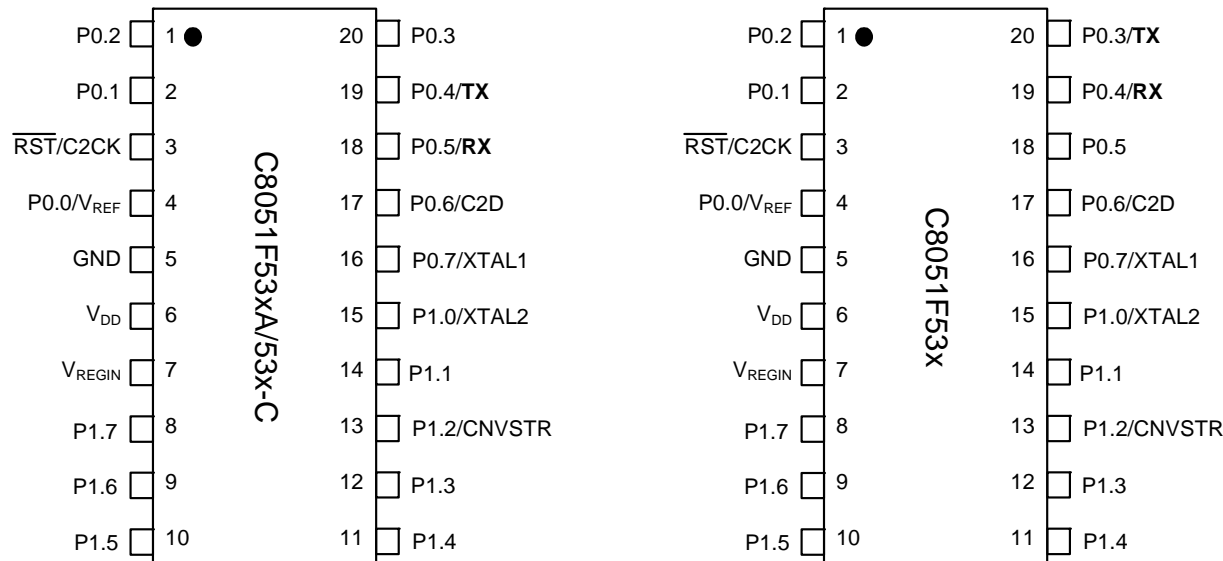 P0.2 1 20 P0.3
P0.1 2 19 P0.4/TX
RST/C2CK 3 18 P0.5/RX
P0.0/VREF 4 17 P0.6/C2D
GND 5 16 P0.7/XTAL1
VDD 6 15 P1.0/XTAL2
VREGIN 7 14 P1.1
P1.7 8 13 P1.2/CNVSTR
P1.6 9 12 P1.3
P1.5 10 11 P1.4
C8051F53xA/53x-C
P0.2 1 20 P0.3/TX
P0.1 2 19 P0.4/RX
RST/C2CK 3 18 P0.5
P0.0/VREF 4 17 P0.6/C2D
GND 5 16 P0.7/XTAL1
VDD 6 15 P1.0/XTAL2
VREGIN 7 14 P1.1
P1.7 8 13 P1.2/CNVSTR
P1.6 9 12 P1.3
P1.5 10 11 P1.4
C8051F53x